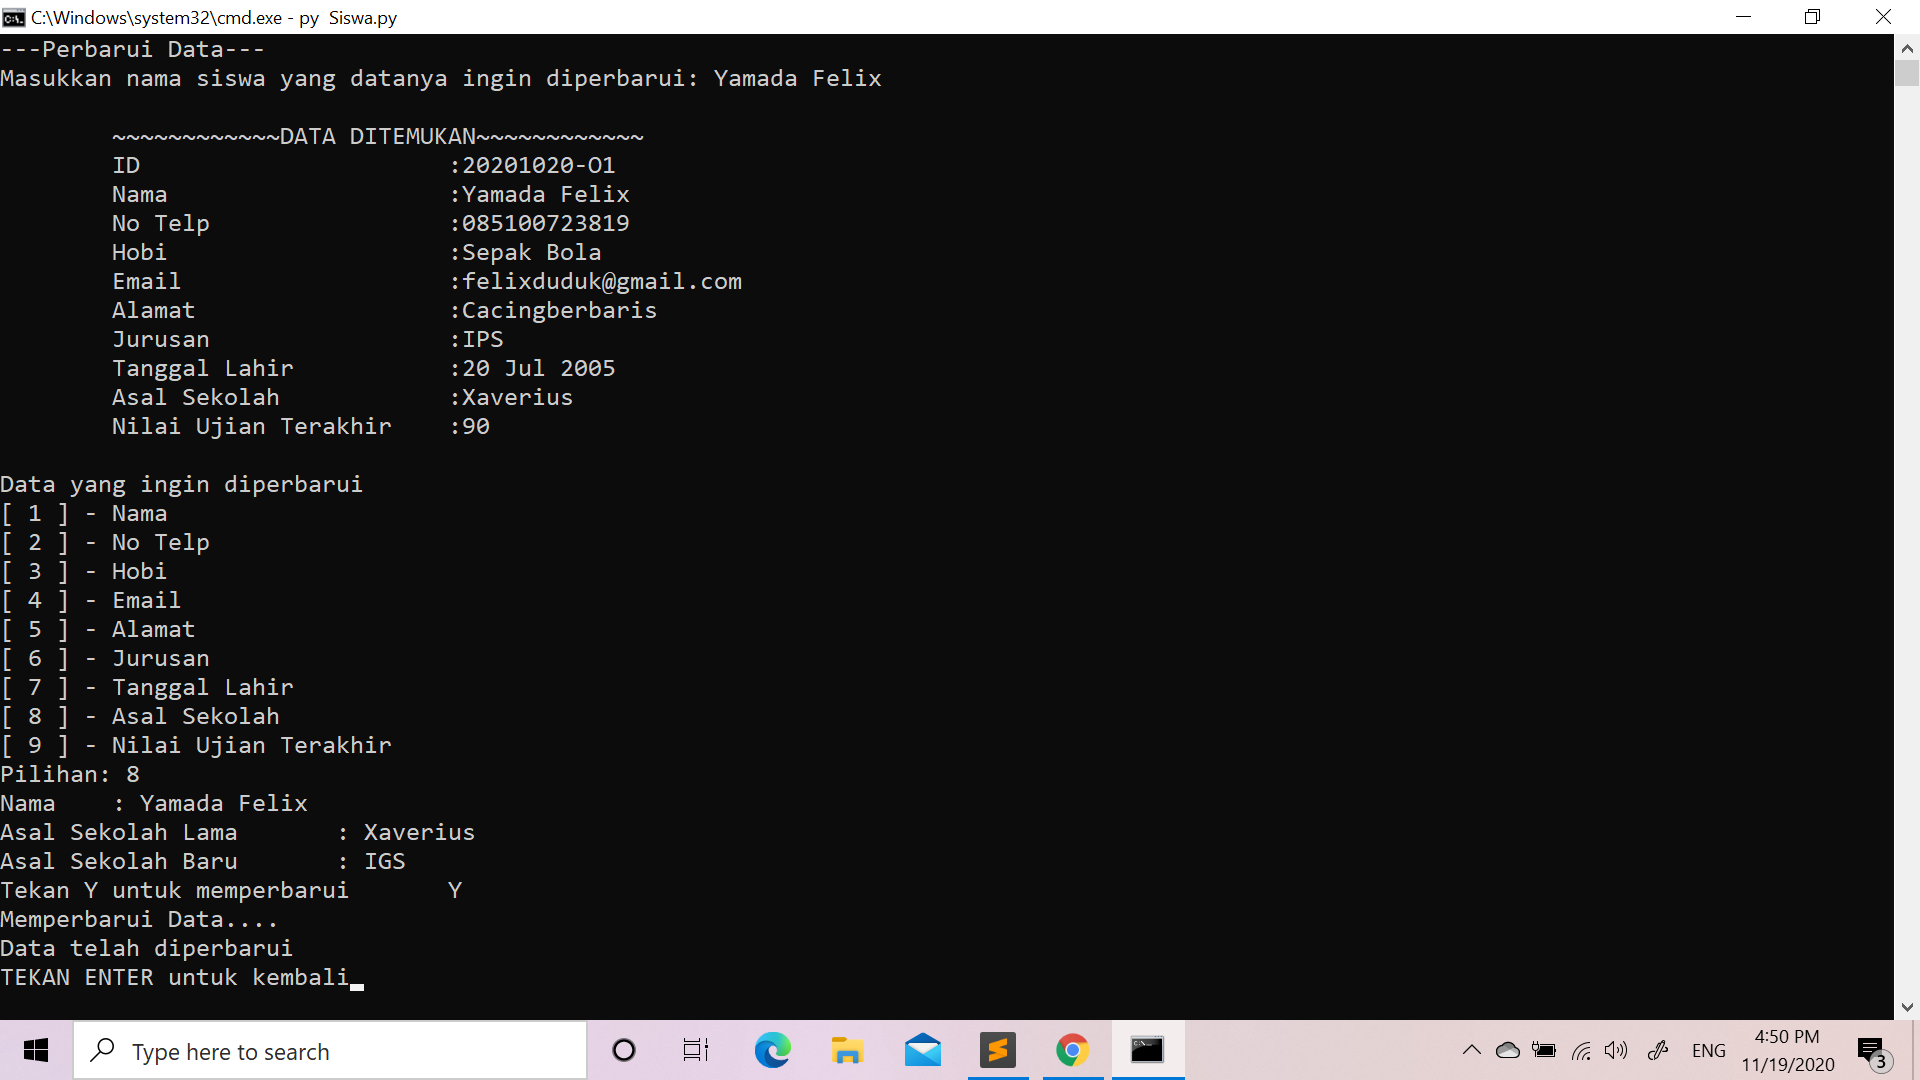 C:\Windows\system32\cmd.exe - py  Siswa.py
---Perbarui Data---
Masukkan nama siswa yang datanya ingin diperbarui: Yamada Felix
~~~~~~~~~~~~DATA DITEMUKAN~~~~~~~~~~~~
ID :20201020-O1
Nama :Yamada Felix
No Telp :085100723819
Hobi :Sepak Bola
Email :felixduduk@gmail.com
Alamat :Cacingberbaris
Jurusan :IPS
Tanggal Lahir :20 Jul 2005
Asal Sekolah :Xaverius
Nilai Ujian Terakhir :90
Data yang ingin diperbarui
[ 1 ] - Nama
[ 2 ] - No Telp
[ 3 ] - Hobi
[ 4 ] - Email
[ 5 ] - Alamat
[ 6 ] - Jurusan
[ 7 ] - Tanggal Lahir
[ 8 ] - Asal Sekolah
[ 9 ] - Nilai Ujian Terakhir
Pilihan: 8
Nama : Yamada Felix
Asal Sekolah Lama : Xaverius
Asal Sekolah Baru : IGS
Tekan Y untuk memperbarui Y
Memperbarui Data....
Data telah diperbarui
TEKAN ENTER untuk kembali
Type here to search
ENG
4:50 PM
11/19/2020
3